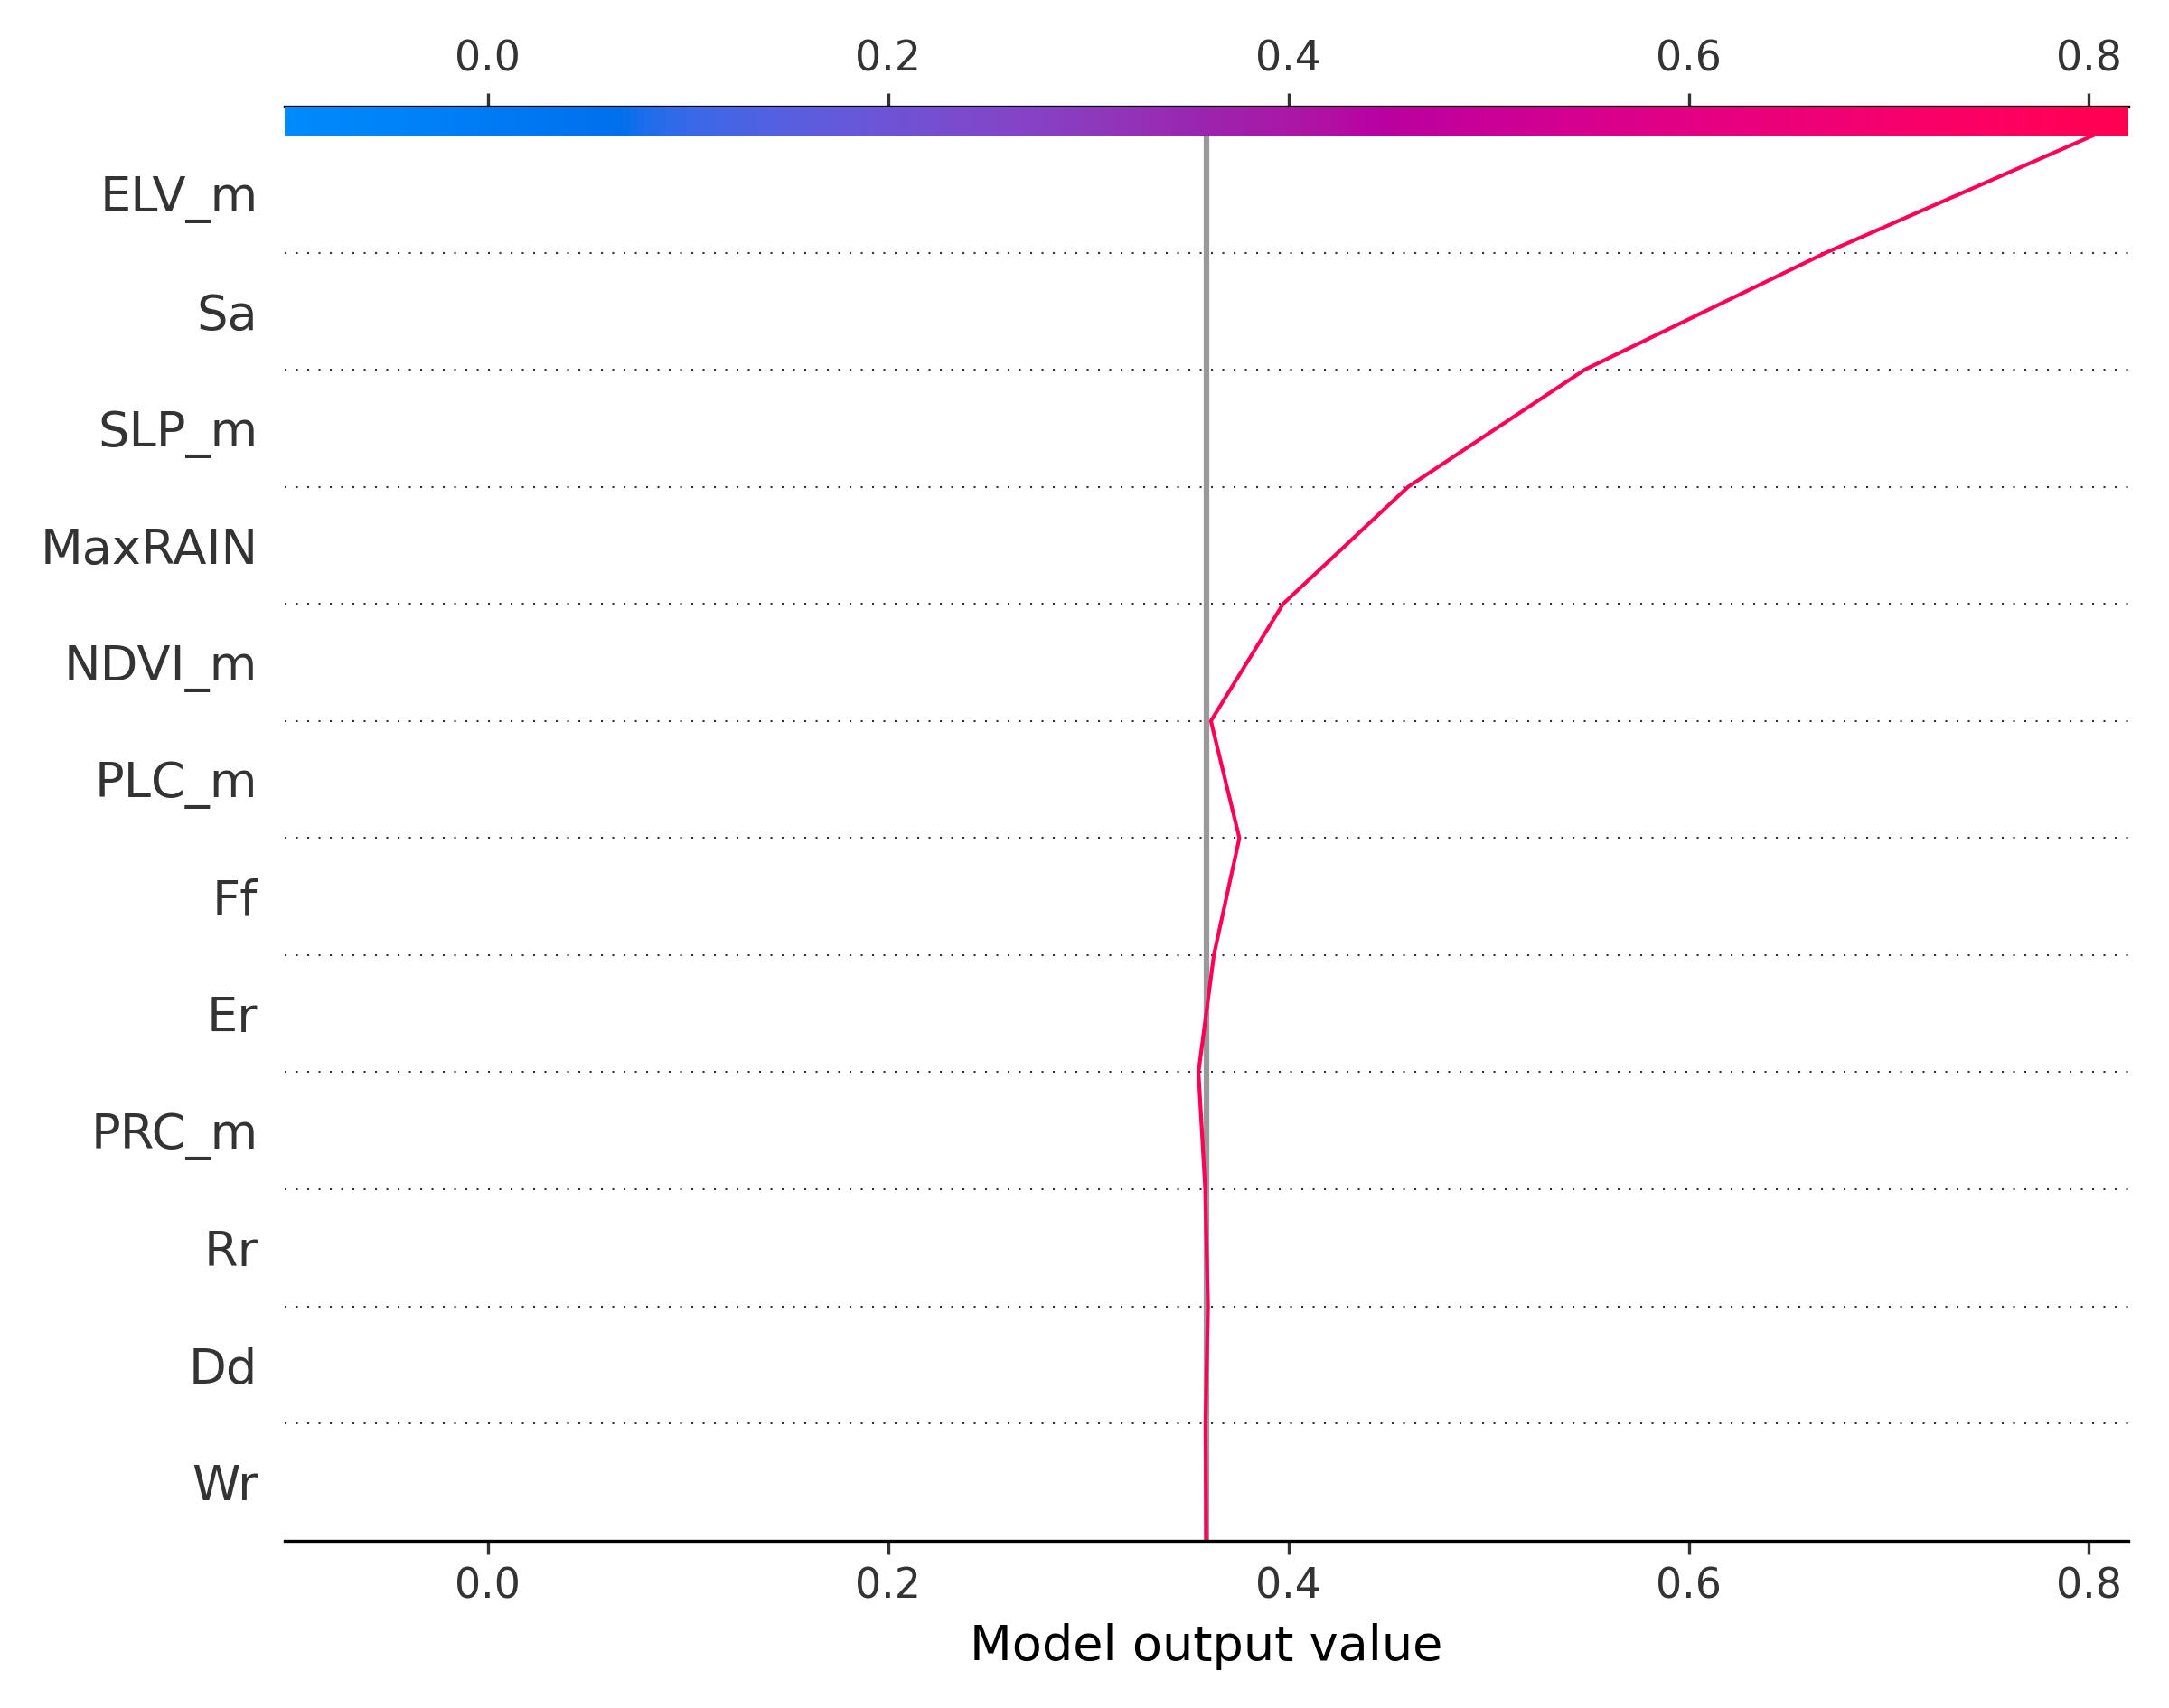 0.0 0.2 0.4 0.6 0.8
ELV_m
Sa
SLP_m
MaxRAIN
NDVI_m
PLC_m
Ff
Er
PRC_m
Rr
Dd
Wr
0.0 0.2 0.4 0.6 0.8
Model output value